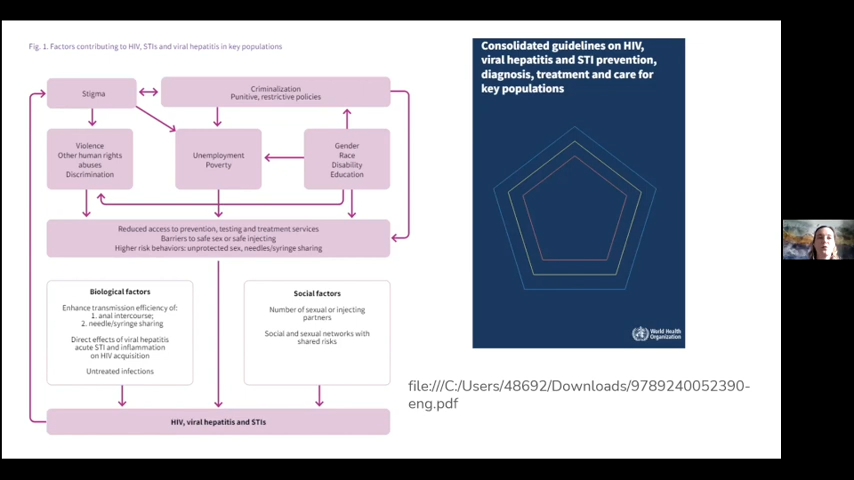 Fig. 1. Factors contributing to HIV, STIs and viral hepatitis in key populations
Stigma
Criminalization
Punitive, restrictive policies
Violence
Other human rights
abuses
Discrimination
Unemployment
Poverty
Gender
Race
Disability
Education
Reduced access to prevention, testing and treatment services
Barriers to safe sex or safe injecting
Higher risk behaviors: unprotected sex, needles/syringe sharing
Biological factors
Enhance transmission efficiency of:
1. anal intercourse;
2. needle/syringe sharing
Direct effects of viral hepatitis
acute STI and inflammation
on HIV acquisition
Untreated infections
Social factors
Number of sexual or injecting
partners
Social and sexual networks with
shared risks
HIV, viral hepatitis and STIs
Consolidated guidelines on HIV,
viral hepatitis and STI prevention,
diagnosis, treatment and care for
key populations
World Health
Organization
file:///C:/Users/48692/Downloads/9789240052390-
eng.pdf